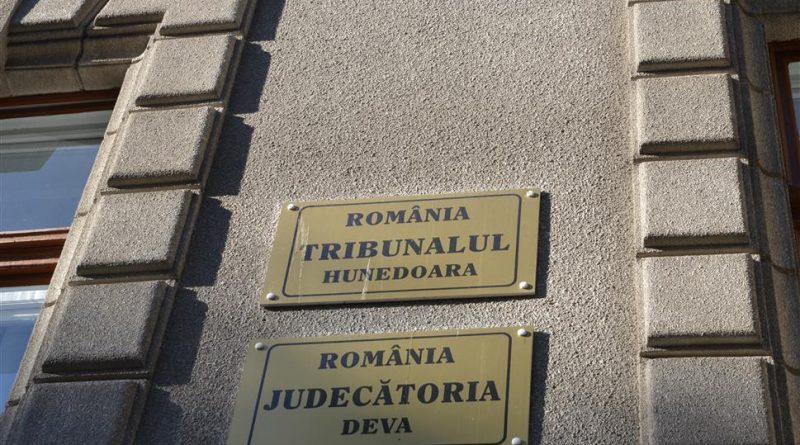 ROMÂNIA
TRIBUNALUL
HUNEDOARA
ROMÂNIA
JUDECĂTORIA
DEVA